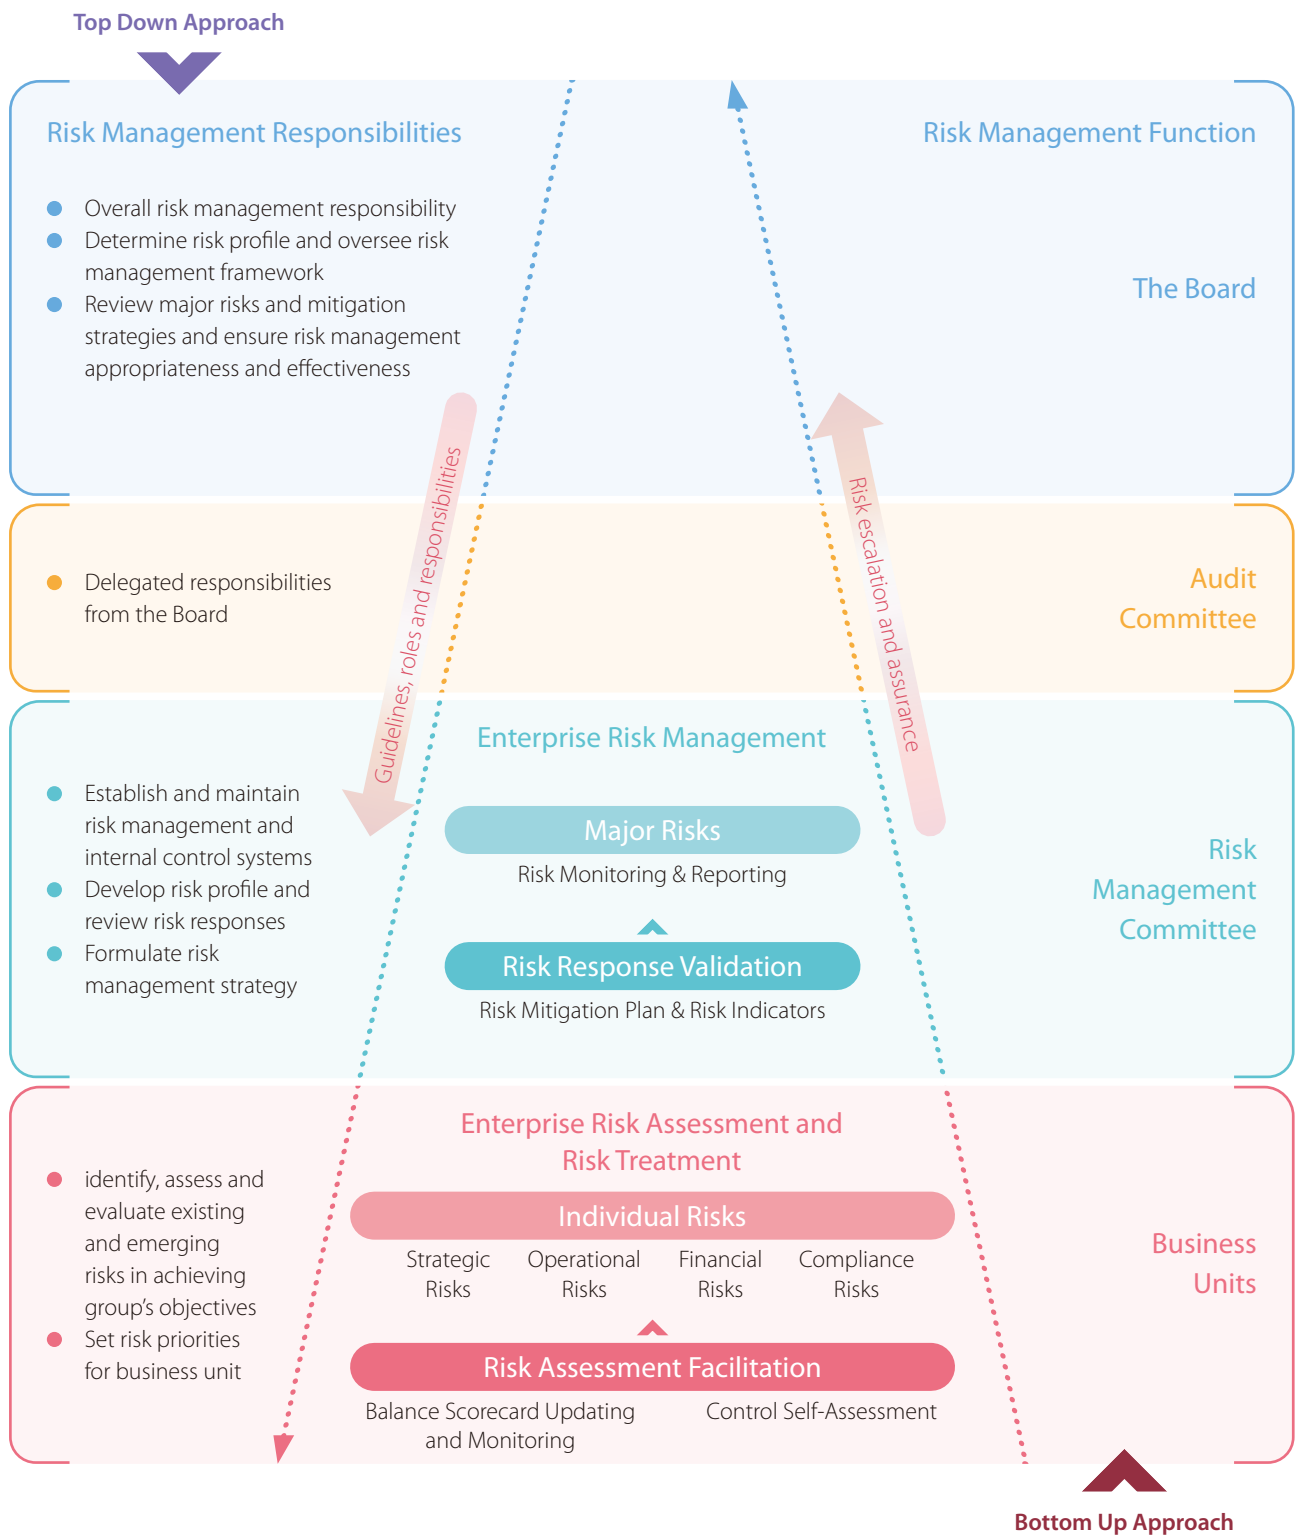 Top Down Approach
Risk Management Responsibilities
Risk Management Function
Overall risk management responsibility
Determine risk profile and oversee risk
management framework
Review major risks and mitigation
strategies and ensure risk management
appropriateness and effectiveness
The Board
Guidelines, roles and responsibilities
Risk escalation and assurance
Delegated responsibilities
from the Board
Audit
Committee
Enterprise Risk Management
Establish and maintain
risk management and
internal control systems
Develop risk profile and
review risk responses
Formulate risk
management strategy
Major Risks
Risk Monitoring & Reporting
Risk Response Validation
Risk Mitigation Plan & Risk Indicators
Risk
Management
Committee
Enterprise Risk Assessment and
Risk Treatment
identify, assess and
evaluate existing
and emerging
risks in achieving
group’s objectives
Set risk priorities
for business unit
Individual Risks
Strategic
Risks
Operational
Risks
Financial
Risks
Compliance
Risks
Risk Assessment Facilitation
Balance Scorecard Updating
and Monitoring
Control Self-Assessment
Business
Units
Bottom Up Approach